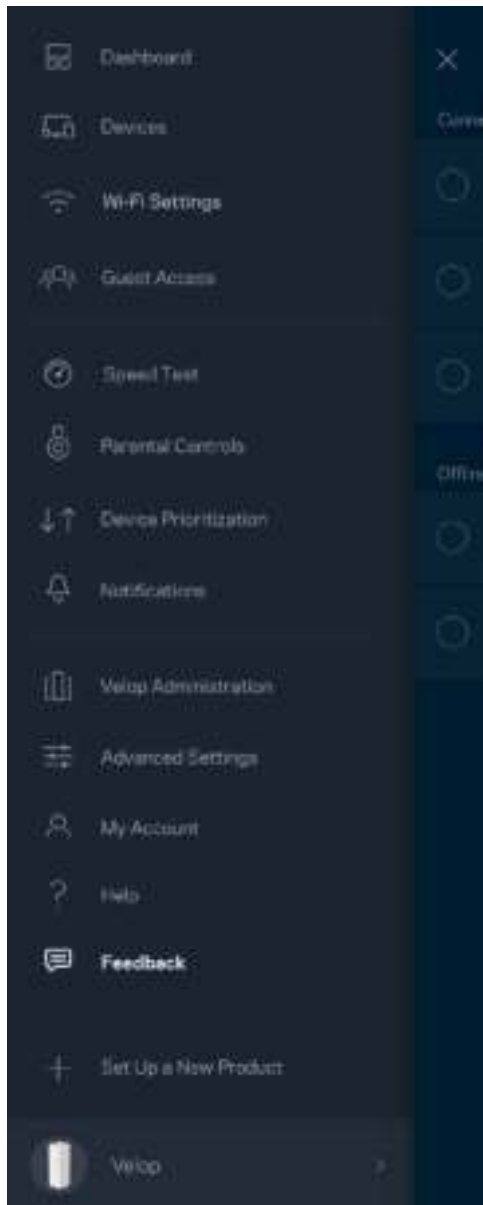 Dashboard
Devices
Wi-Fi Settings
Guest Access
Speed Test
Parental Controls
Device Prioritization
Notifications
Velop Administration
Advanced Settings
My Account
Help
Feedback
Set Up a New Product
Velop
Offline